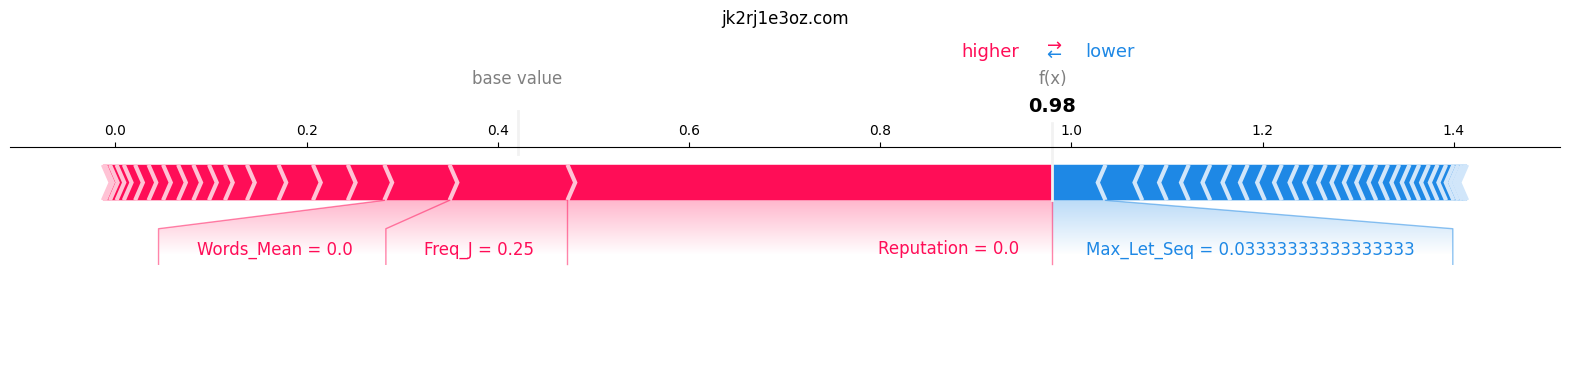 jk2rj1e3oz.com
higher → ← lower
base value f(x)
0.98
0.0 0.2 0.4 0.6 0.8 1.0 1.2 1.4
Words_Mean = 0.0 Freq_J = 0.25 Reputation = 0.0 Max_Let_Seq = 0.03333333333333333